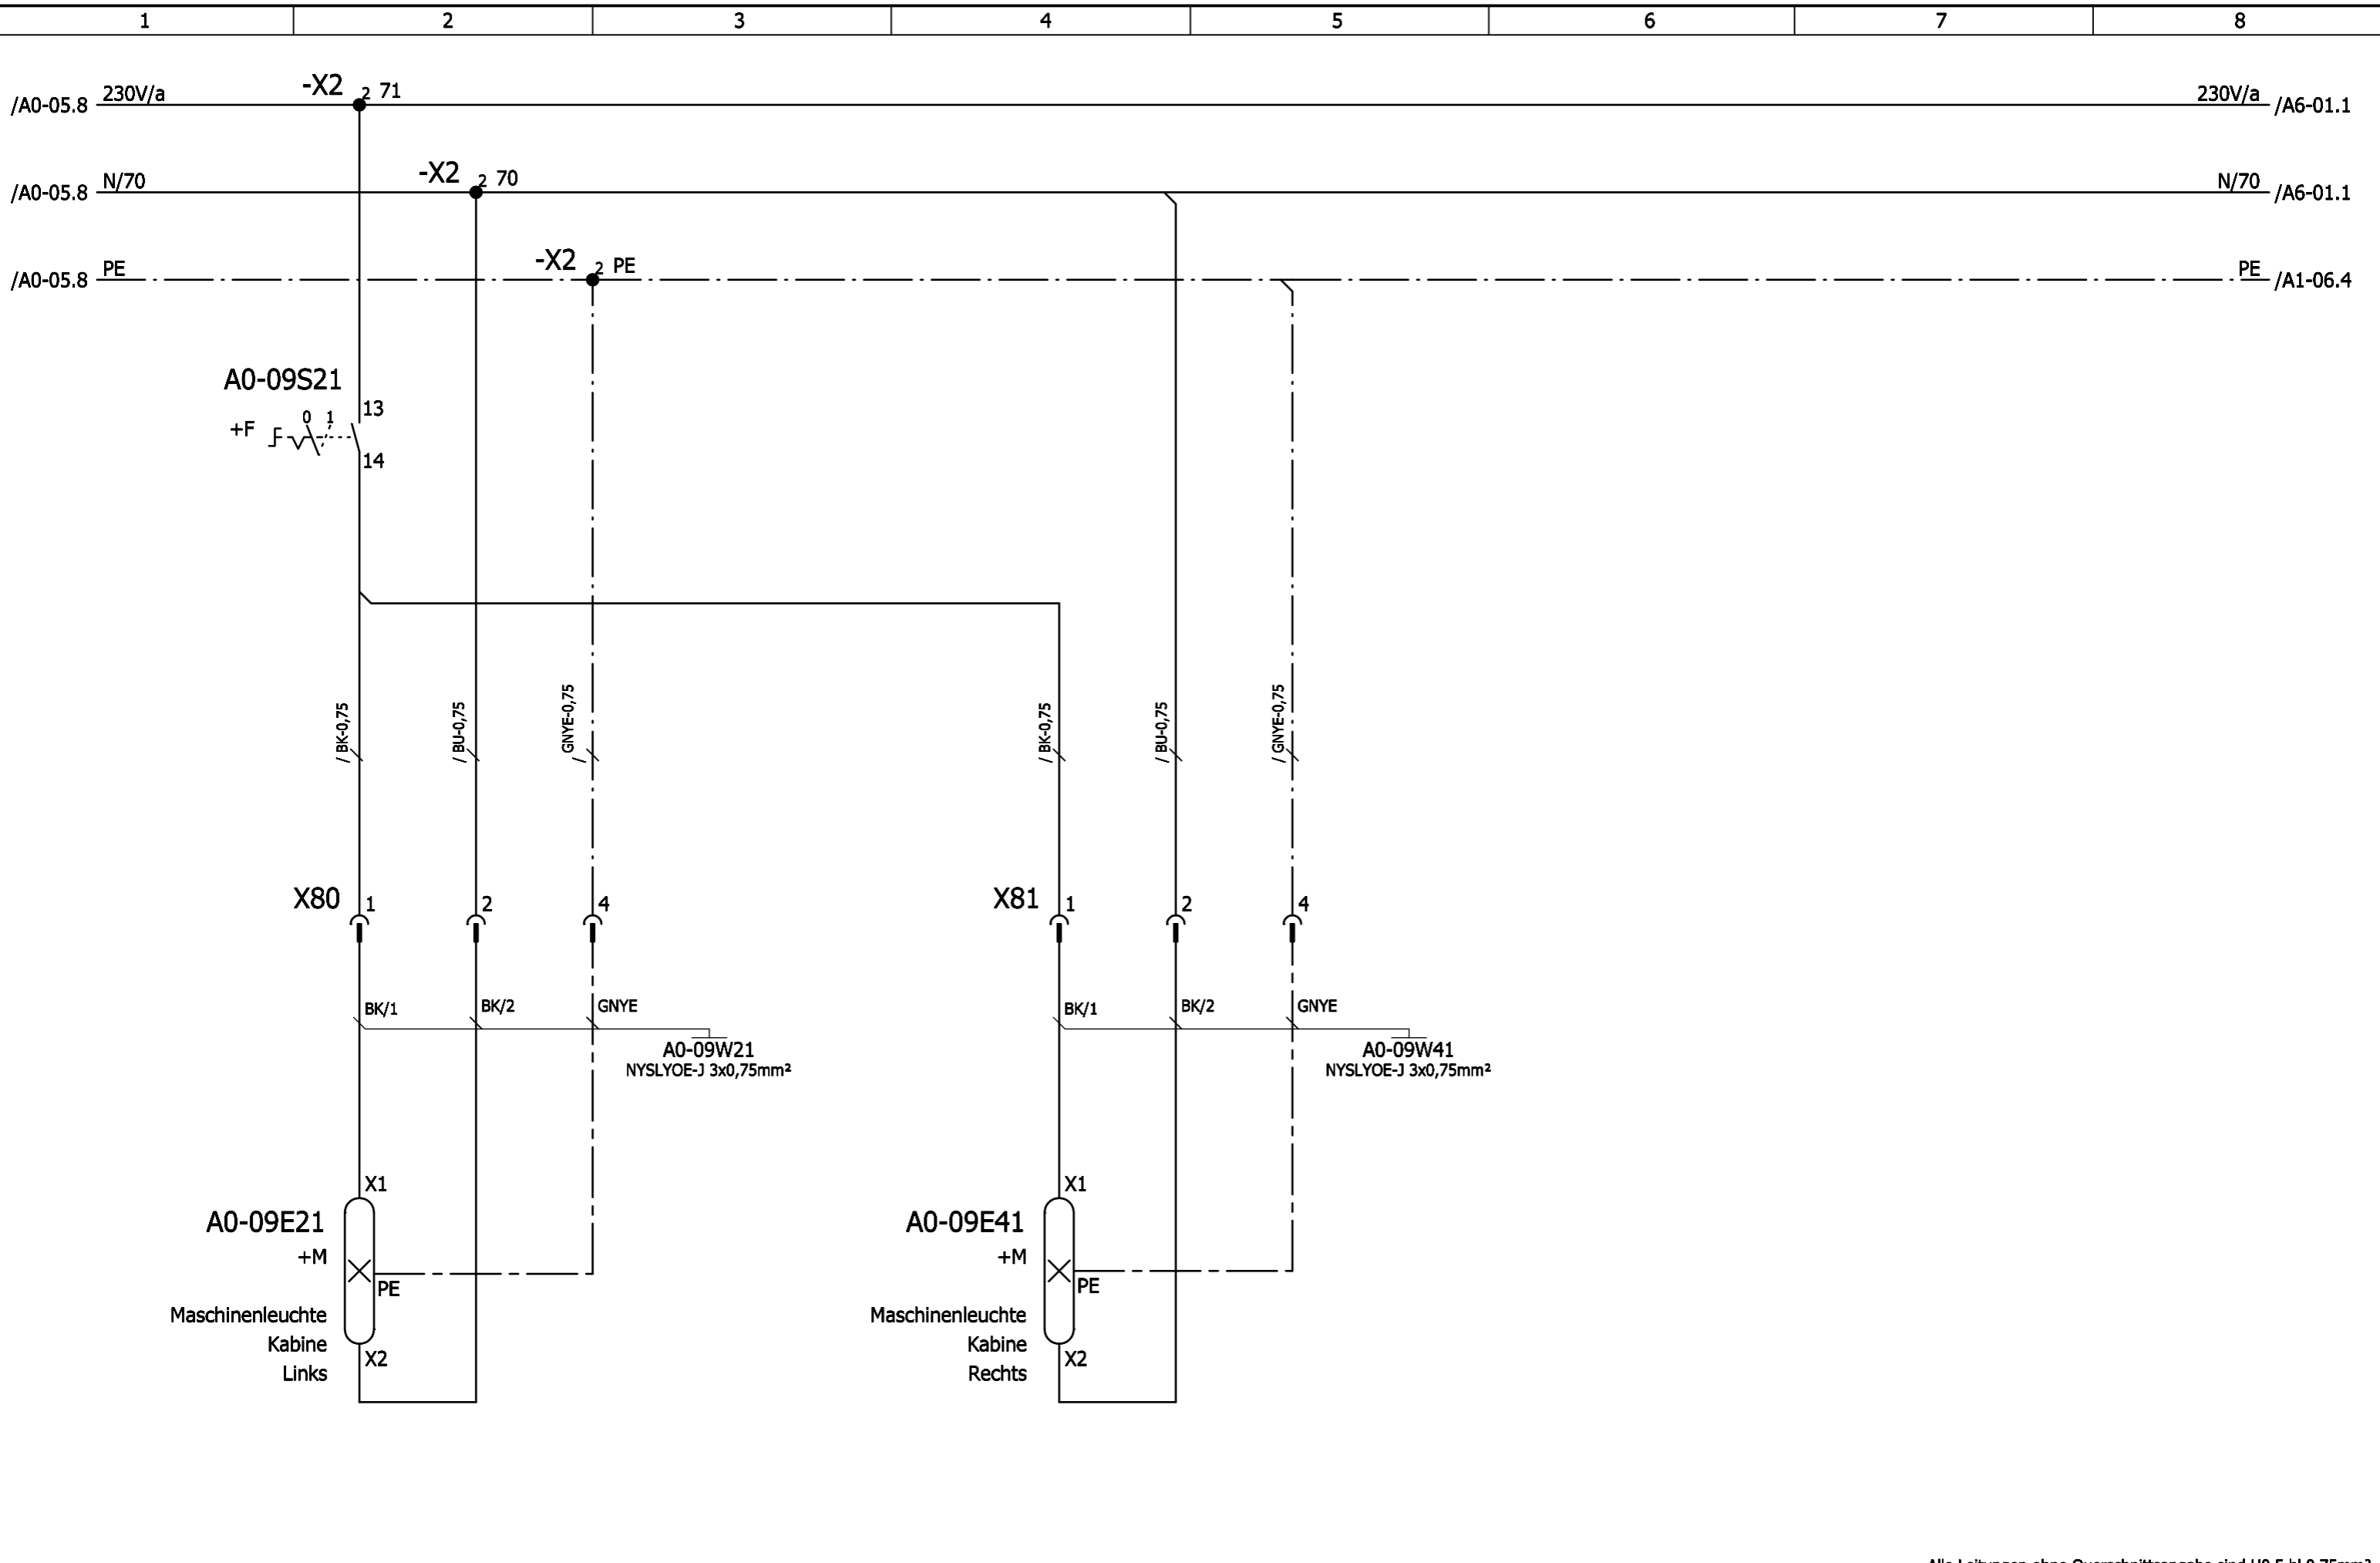 1 2 3 4 5 6 7 8
-X2 2 71
/A0-05.8 230V/a 230V/a /A6-01.1
-X2 2 70
/A0-05.8 N/70 N/70 /A6-01.1
-X2 2 PE
/A0-05.8 PE PE /A1-06.4
A0-09S21
13
0 1
+F
14
/ BK-0,75 / BU-0,75 / GNYE-0,75 / BK-0,75 / BU-0,75 / GNYE-0,75
X80 1 2 4 X81 1 2 4
BK/1 BK/2 GNYE BK/1 BK/2 GNYE
A0-09W21 A0-09W41
NYSLYOE-J 3x0,75mm² NYSLYOE-J 3x0,75mm²
X1 X1
A0-09E21 A0-09E41
+M +M
PE PE
Maschinenleuchte Maschinenleuchte
Kabine Kabine
X2 X2
Links Rechts